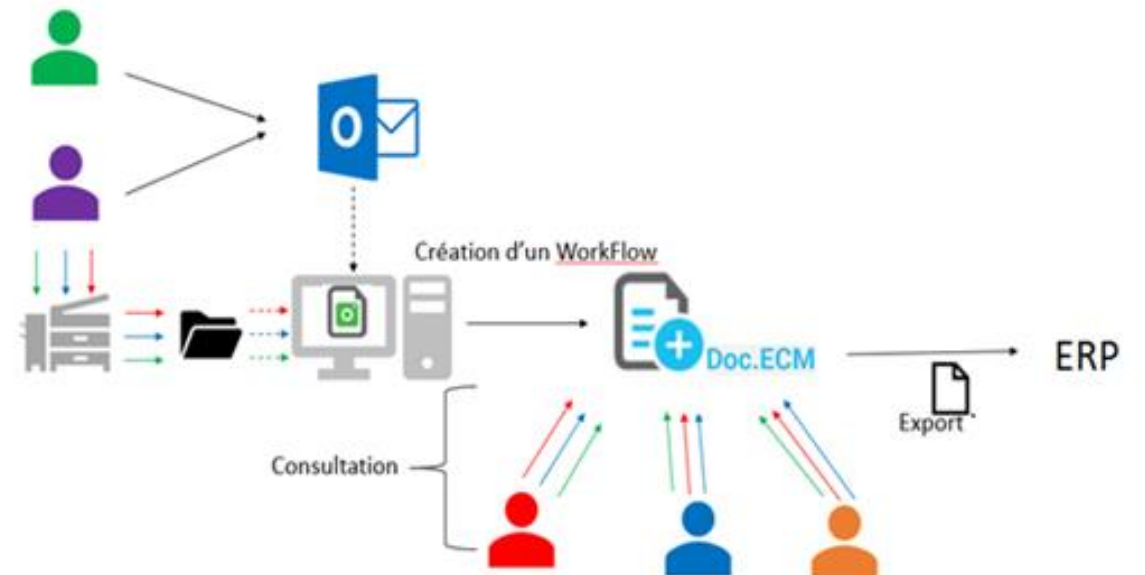 Création d'un WorkFlow
Doc.ECM
ERP
Export
Consultation